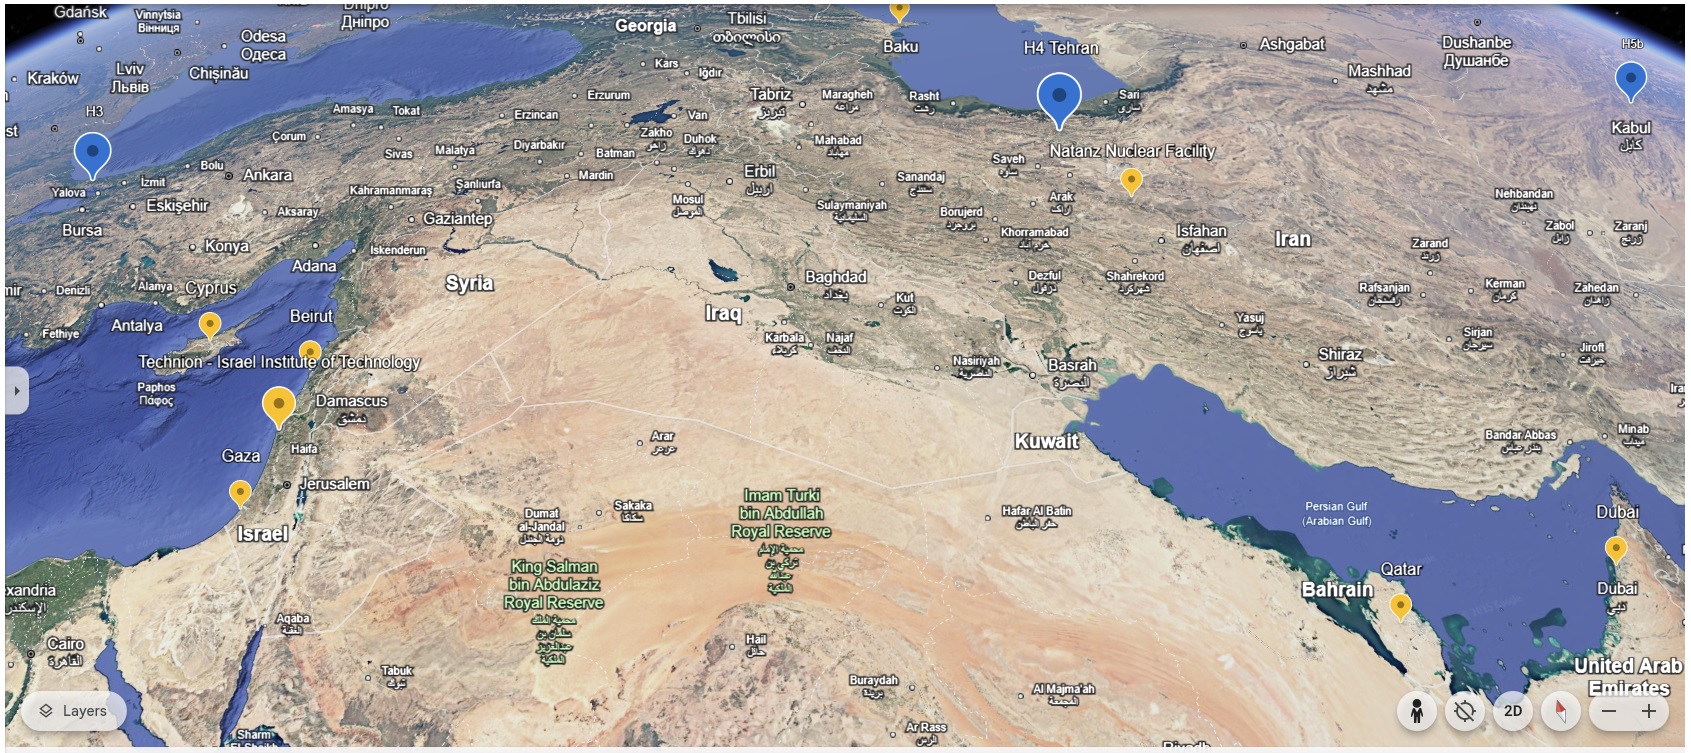 Gdańsk
Vinnytsia
Вінниця
Dnipro
Дніпро
Georgia
Tbilisi
თბილისი
Baku
H4 Tehran
Ashgabat
Dushanbe
Душанбе
H5b
Odesa
Одеса
Kraków
Lviv
Львів
Chișinău
Kars
Iğdır
Mashhad
مشهد
H3
st
Amasya
Tokat
Erzurum
Erzincan
Van
Tabriz
تبریز
Maragheh
مراغه
Rasht
رشت
Sari
ساری
Kabul
کابل
Çorum
Sivas
Malatya
Diyarbakır
Batman
Zakho
زاخو
Duhok
دهوك
Mahabad
مهاباد
Saveh
ساوه
Natanz Nuclear Facility
Bolu
Ankara
İzmit
Yalova
Eskişehir
Aksaray
Kahramanmaraş
Şanlıurfa
Mardin
Erbil
اربيل
Mosul
الموصل
Sanandaj
سنندج
Sulaymaniyah
السليمانية
Borujerd
بروجرد
Arak
اراک
Khorramabad
خرم آباد
Isfahan
اصفهان
Iran
Nehbandan
نهبندان
Zabol
زابل
Zaranj
زرنج
Bursa
Konya
Gaziantep
İskenderun
Adana
Syria
Baghdad
بغداد
Dezful
دزفول
Shahrekord
شهرکرد
Zarand
زرند
Rafsanjan
رفسنجان
Kerman
کرمان
Zahedan
زاهدان
mir
Denizli
Alanya
Cyprus
Fethiye
Antalya
Beirut
Iraq
Kut
الكوت
Karbala
كربلاء
Najaf
النجف
Yasuj
یاسوج
Sirjan
سیرجان
Jiroft
جیرفت
Technion - Israel Institute of Technology
Paphos
Πάφος
Nasiriyah
الناصرية
Basrah
البصرة
Shiraz
شیراز
Ira
Damascus
دمشق
Gaza
Haifa
Jerusalem
Arar
عرعر
Kuwait
Bandar Abbas
بندر عباس
Minab
میناب
Israel
Dumat
al-Jandal
دومة الجندل
Sakaka
سكاكا
Imam Turki
bin Abdullah
Royal Reserve
محمية الإمام
تركي بن
عبدالله
الملكية
Hafar Al Batin
حفر الباطن
Persian Gulf
(Arabian Gulf)
Dubai
King Salman
bin Abdulaziz
Royal Reserve
محمية الملك
سلمان بن
عبدالعزيز
الملكية
Qatar
Bahrain
Dubai
دبي
xandria
الإسكندر
Aqaba
العقبة
Cairo
القاهرة
Hail
حائل
Tabuk
تبوك
Buraydah
بريدة
Al Majma'ah
المجمعة
United Arab
Emirates
Layers
2D
Ar Rass
الرس
Sharm
El Sheikh
Riyadh